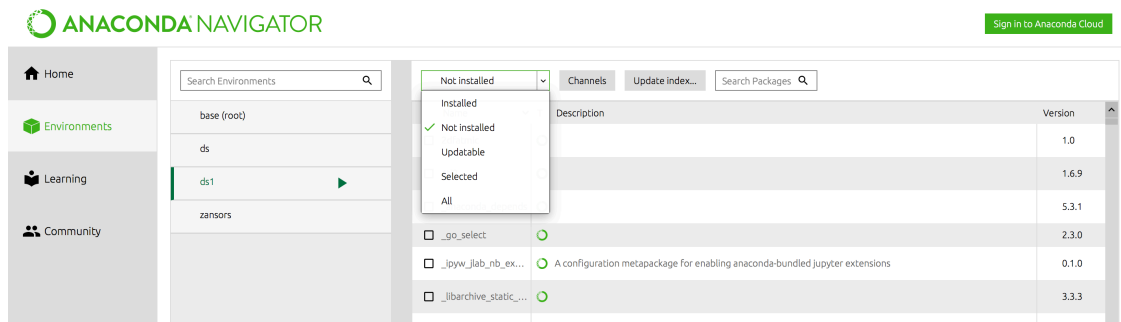 ANACONDA NAVIGATOR
Sign in to Anaconda Cloud
Home
Environments
Learning
Community
Search Environments
base (root)
ds
ds1
zansors
Not installed
Channels
Update index...
Search Packages
Installed
Not installed
Updatable
Selected
All
Description
Version
1.0
1.6.9
5.3.1
_go_select
2.3.0
_ipyw_jlab_nb_ex...
A configuration metapackage for enabling anaconda-bundled jupyter extensions
0.1.0
_libarchive_static_...
3.3.3